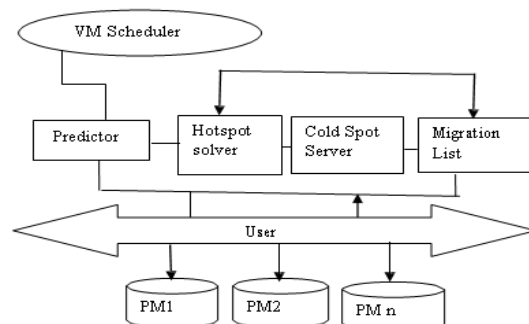 VM Scheduler
Predictor
Hotspot
solver
Cold Spot
Server
Migration
List
User
PM1
PM2
PM n